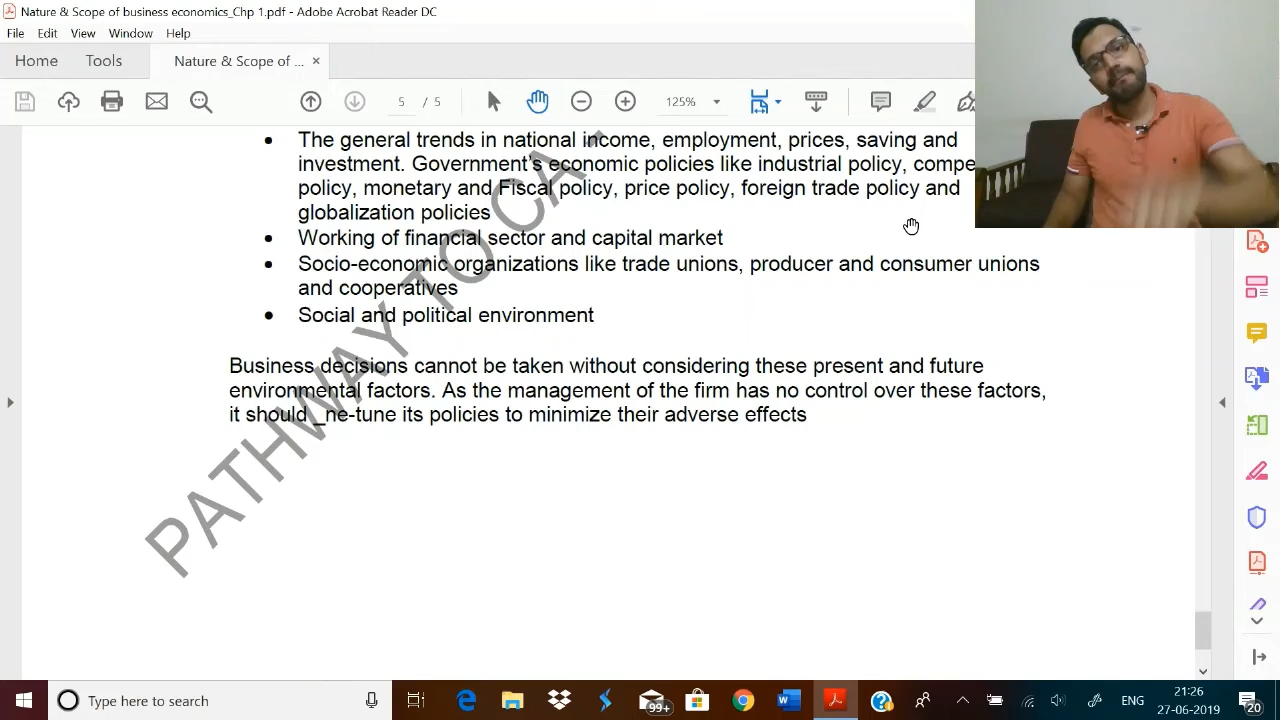 Nature & Scope of business economics_Chp 1.pdf - Adobe Acrobat Reader DC
File Edit View Window Help
Home Tools Nature & Scope of ... ×
5 / 5 125%
• The general trends in national income, employment, prices, saving and
investment. Government's economic policies like industrial policy, compe
policy, monetary and Fiscal policy, price policy, foreign trade policy and
globalization policies
• Working of financial sector and capital market
• Socio-economic organizations like trade unions, producer and consumer unions
and cooperatives
• Social and political environment
Business decisions cannot be taken without considering these present and future
environmental factors. As the management of the firm has no control over these factors,
it should _ne-tune its policies to minimize their adverse effects
PATHWAY TO CA -
Type here to search
99+
ENG
21:26
27-06-2019
20